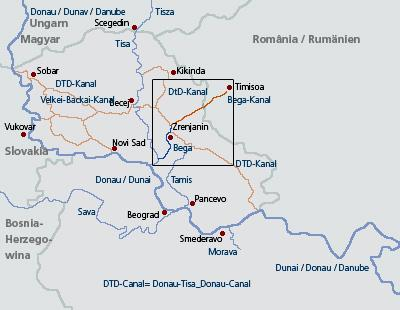 Donau / Dunav / Danube
Tisza
Ungarn
Magyar
Scegedin
Tisa
România / Rumänien
Sobar
Kikinda
DTD-Kanal
DtD-Kanal
Timisoa
Velkei-Backai-Kanal
Becej
Bega-Kanal
Vukovar
Zrenjanin
Novi Sad
Bega
Slovakia
DTD-Kanal
Donau / Dunai
Tamis
Pancevo
Sava
Beograd
Bosnia-
Herzego-
wina
Smederavo
Morava
Dunai / Donau / Danube
DTD-Canal= Donau-Tisa_Donau-Canal